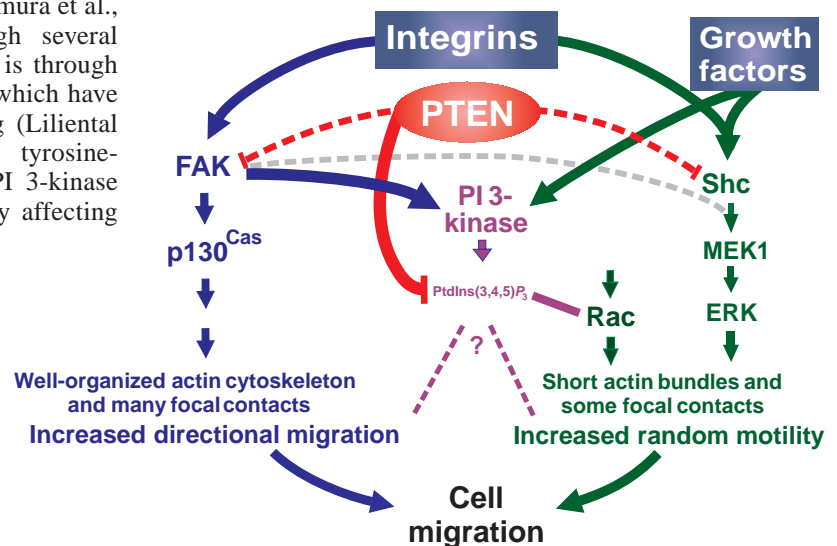 mura et al.,
gh several
is through
which have
g (Liliental
tyrosine-
PI 3-kinase
y affecting
Integrins
Growth
factors
PTEN
FAK
Shc
PI 3-
kinase
p130Cas
MEK1
PtdIns(3,4,5)P3
Rac
ERK
?
Well-organized actin cytoskeleton
and many focal contacts
Increased directional migration
Short actin bundles and
some focal contacts
Increased random motility
Cell
migration